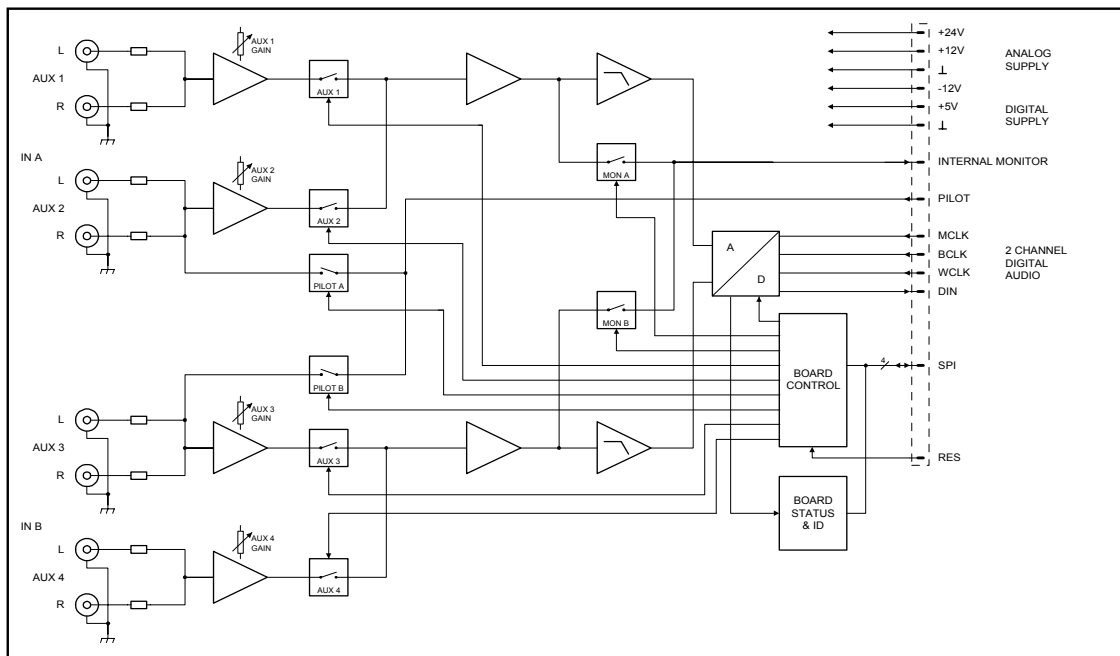 L
AUX 1
R
AUX 1
GAIN
AUX 1
IN A
L
AUX 2
R
AUX 2
GAIN
AUX 2
PILOT A
PILOT B
L
AUX 3
R
AUX 3
GAIN
AUX 3
IN B
L
AUX 4
R
AUX 4
GAIN
AUX 4
MON A
MON B
A
D
BOARD
CONTROL
BOARD
STATUS
& ID
4
+24V
+12V
-12V
+5V
ANALOG
SUPPLY
DIGITAL
SUPPLY
INTERNAL MONITOR
PILOT
MCLK
BCLK
WCLK
DIN
2 CHANNEL
DIGITAL
AUDIO
SPI
RES